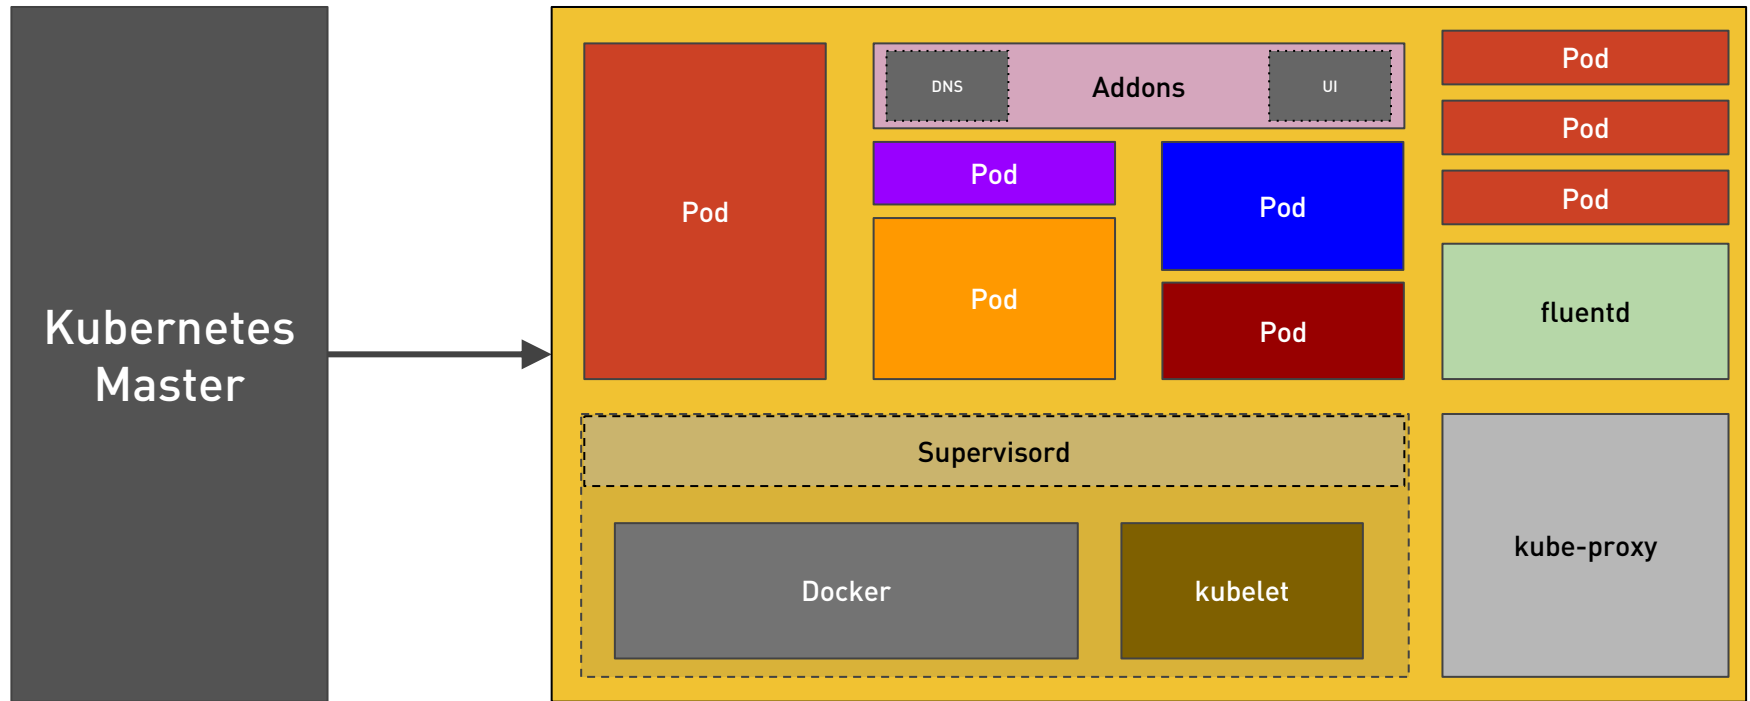 Kubernetes
Master
Pod
DNS
Addons
UI
Pod
Pod
Pod
Pod
Pod
Pod
Pod
fluentd
Supervisord
Docker
kubelet
kube-proxy